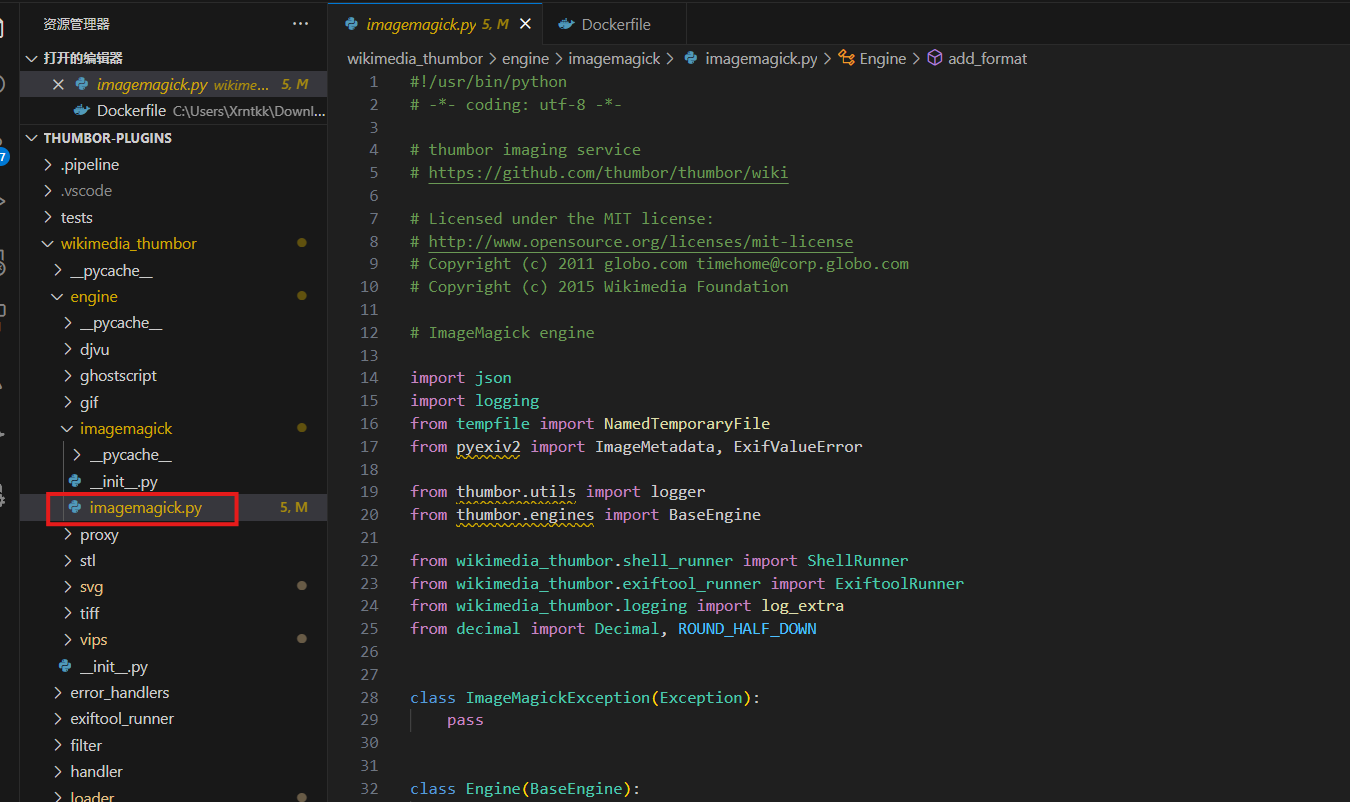 资源管理器 ···
打开的编辑器
imagemagick.py wikime... 5, M
Dockerfile C:\Users\Xrntkk\Downl...
THUMBOR-PLUGINS
.pipeline
.vscode
tests
wikimedia_thumbor
__pycache__
engine
__pycache__
djvu
ghostscript
gif
imagemagick
__pycache__
__init__.py
imagemagick.py 5, M
proxy
stl
svg
tiff
vips
__init__.py
error_handlers
exiftool_runner
filter
handler
loader
7
imagemagick.py 5, M
Dockerfile
wikimedia_thumbor > engine > imagemagick > imagemagick.py > Engine > add_format
1 #!/usr/bin/python
2 # -*- coding: utf-8 -*-
3
4 # thumbor imaging service
5 # https://github.com/thumbor/thumbor/wiki
6
7 # Licensed under the MIT license:
8 # http://www.opensource.org/licenses/mit-license
9 # Copyright (c) 2011 globo.com timehome@corp.globo.com
10 # Copyright (c) 2015 Wikimedia Foundation
11
12 # ImageMagick engine
13
14 import json
15 import logging
16 from tempfile import NamedTemporaryFile
17 from pyexiv2 import ImageMetadata, ExifValueError
18
19 from thumbor.utils import logger
20 from thumbor.engines import BaseEngine
21
22 from wikimedia_thumbor.shell_runner import ShellRunner
23 from wikimedia_thumbor.exiftool_runner import ExiftoolRunner
24 from wikimedia_thumbor.logging import log_extra
25 from decimal import Decimal, ROUND_HALF_DOWN
26
27
28 class ImageMagickException(Exception):
29 pass
30
31
32 class Engine(BaseEngine):